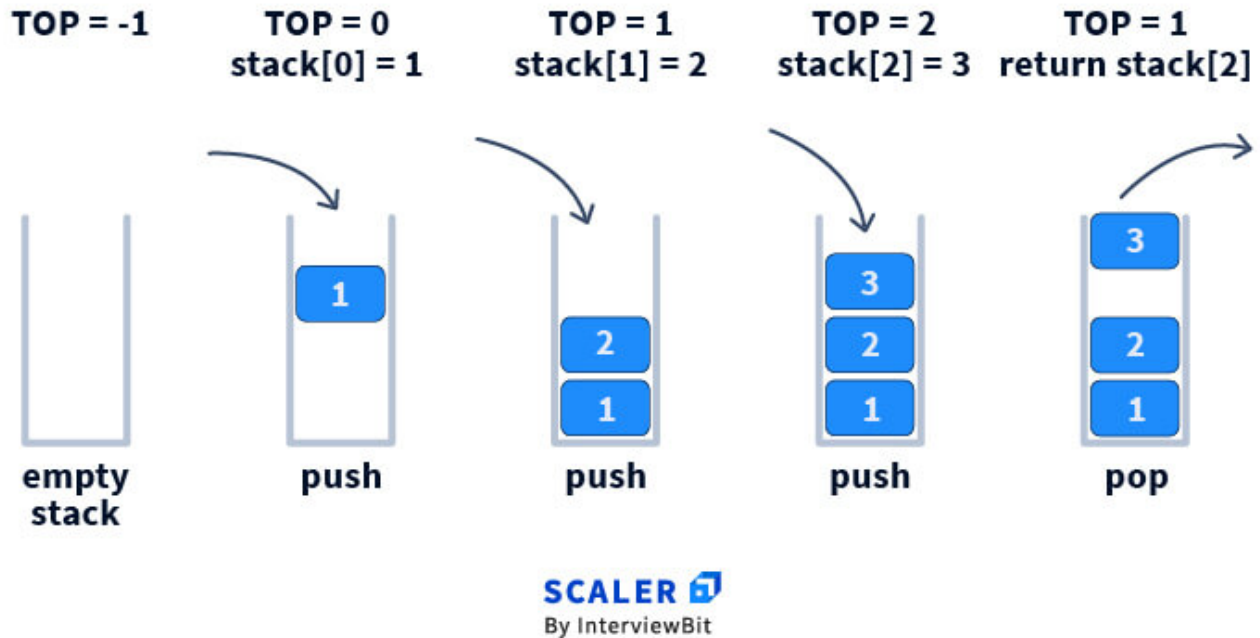 TOP = -1
TOP = 0
stack[0] = 1
TOP = 1
stack[1] = 2
TOP = 2
stack[2] = 3
TOP = 1
return stack[2]
1
2
1
3
2
1
3
2
1
empty
stack
push
push
push
pop
SCALER
By InterviewBit